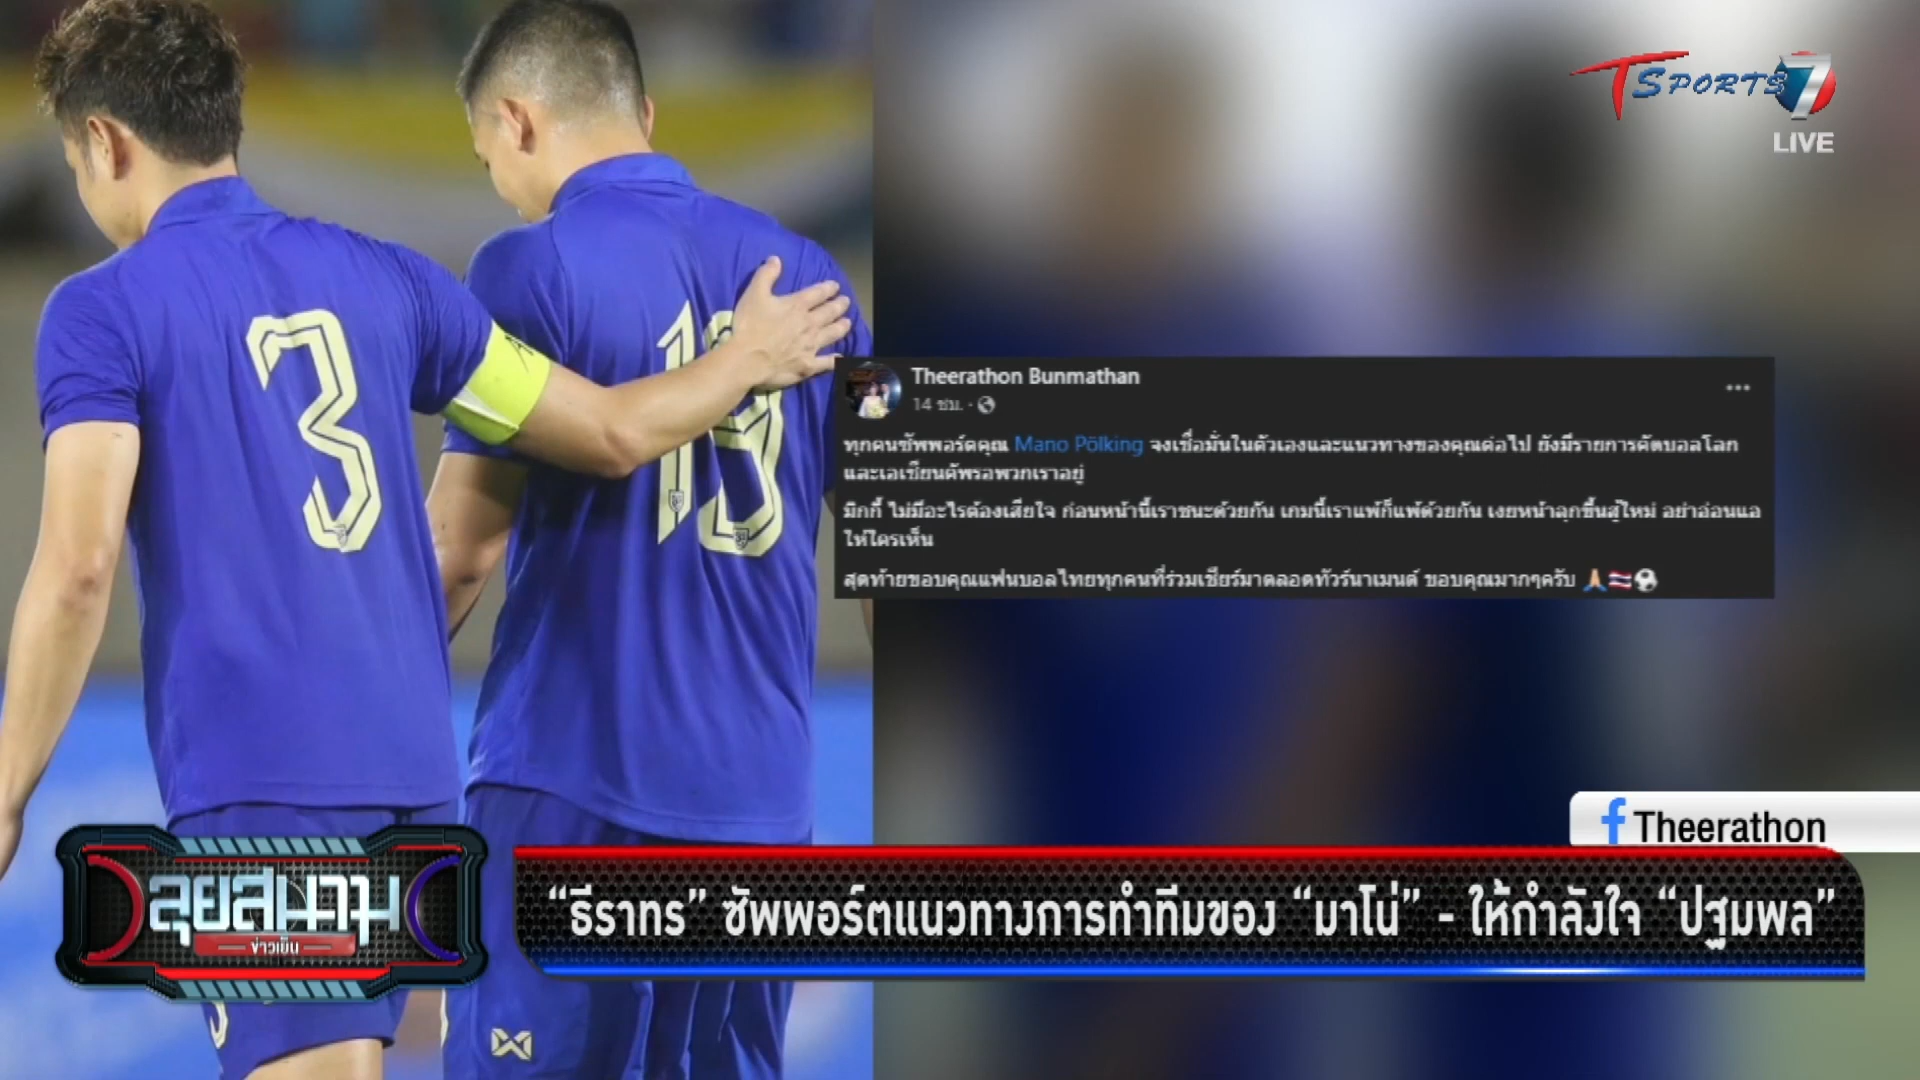 T SPORTS 7
LIVE
3
19
Theerathon Bunmathan
14 ชม. ·
ทุกคนซัพพอร์ตคุณ Mano Pölking จงเชื่อมั่นในตัวเองและแนวทางของคุณต่อไป ยังมีรายการคัดบอลโลก
และเอเชียนคัพรอพวกเราอยู่
มิกกี้ ไม่มีอะไรต้องเสียใจ ก่อนหน้านี้เราชนะด้วยกัน เกมนี้เราแพ้ก็แพ้ด้วยกัน เงยหน้าลุกขึ้นสู้ใหม่ อย่าอ่อนแอ
ให้ใครเห็น
สุดท้ายขอบคุณแฟนบอลไทยทุกคนที่ร่วมเชียร์มาตลอดทัวร์นาเมนต์ ขอบคุณมากๆครับ 🙏🇹🇭⚽
f Theerathon
ลุยสนาม
ข่าวเย็น
“ธีราทร” ซัพพอร์ตแนวทางการทำทีมของ “มาโน่” - ให้กำลังใจ “ปฐมพล”